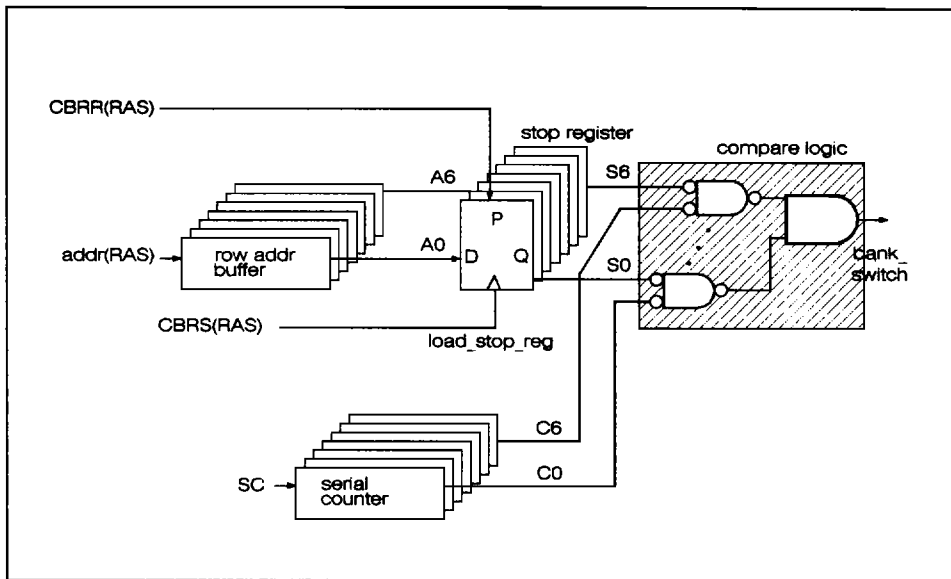 CBRR(RAS)
stop register
compare logic
A6
S6
P
addr(RAS)
row addr
buffer
A0
D
Q
S0
bank_
switch
CBRS(RAS)
load_stop_reg
C6
SC
serial
counter
C0